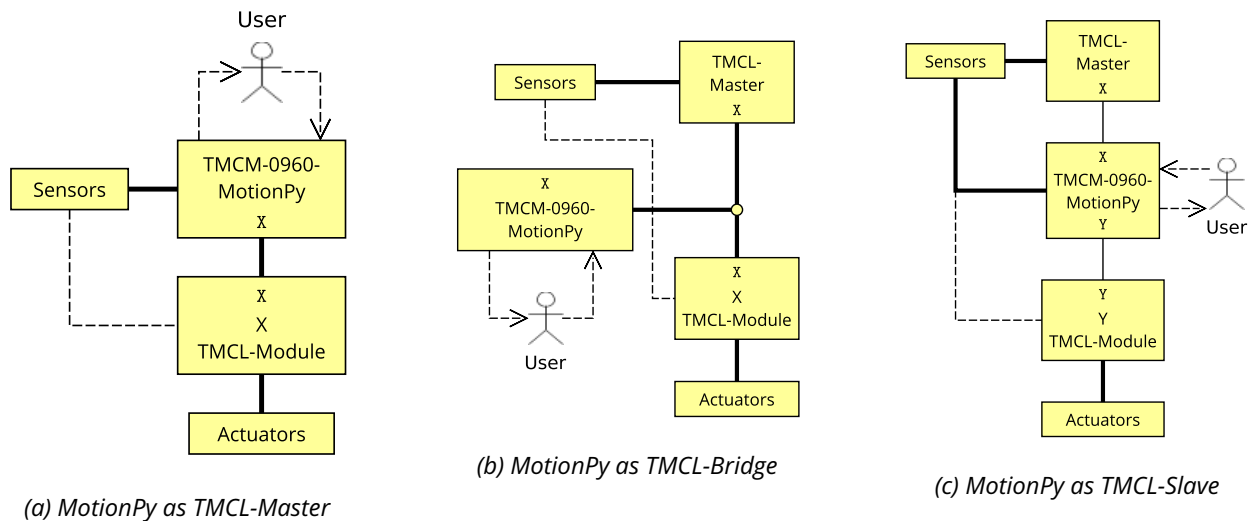 User
Sensors
TMCM-0960-
MotionPy
X
X
X
TMCL-Module
Actuators
(a) MotionPy as TMCL-Master
Sensors
TMCL-
Master
X
X
TMCM-0960-
MotionPy
User
X
X
TMCL-Module
Actuators
(b) MotionPy as TMCL-Bridge
Sensors
TMCL-
Master
X
X
TMCM-0960-
MotionPy
Y
User
Y
Y
TMCL-Module
Actuators
(c) MotionPy as TMCL-Slave